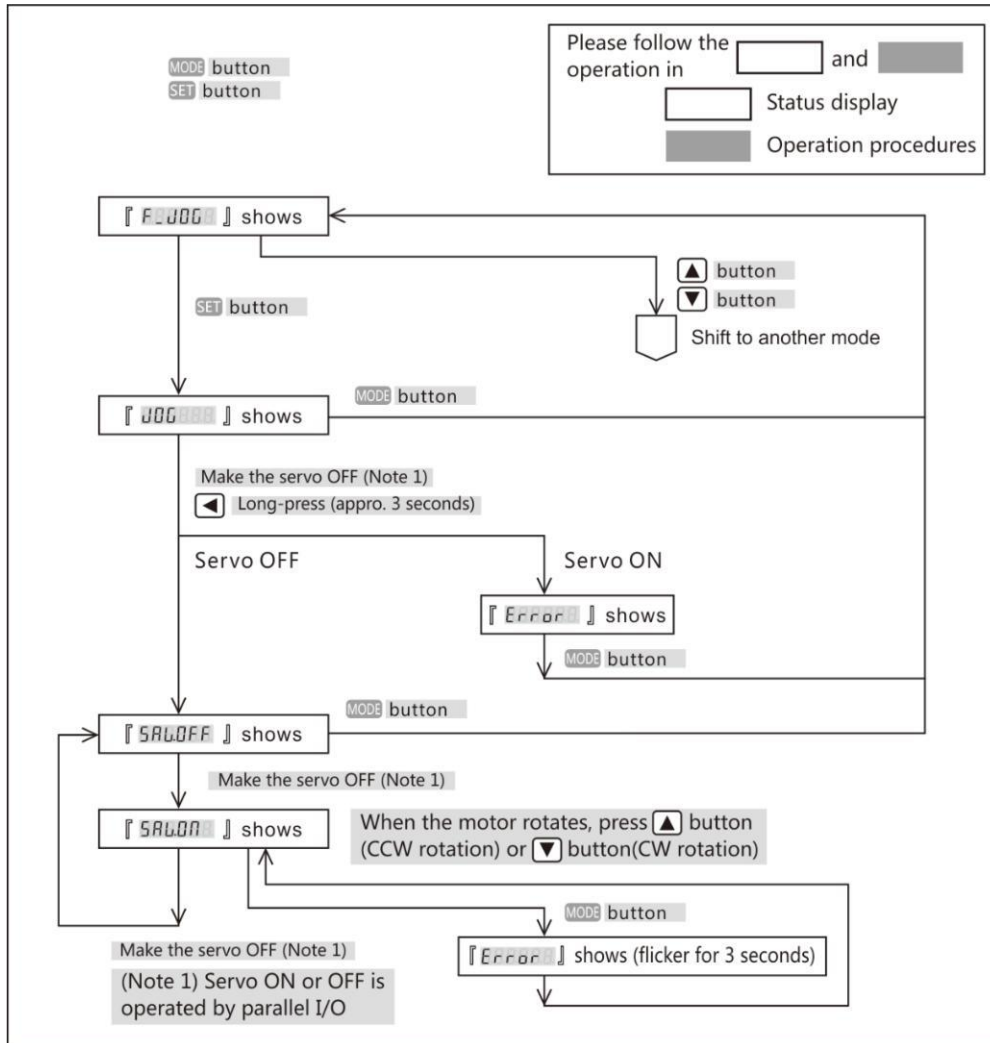 MODE button
SET button
Please follow the
operation in and
Status display
Operation procedures
『 F_JOG 』 shows
▲ button
▼ button
SET button
Shift to another mode
『 JOG 』 shows
MODE button
Make the servo OFF (Note 1)
◀ Long-press (appro. 3 seconds)
Servo OFF
Servo ON
『 Error 』 shows
MODE button
MODE button
『 SRV.OFF 』 shows
Make the servo OFF (Note 1)
『 SRV.ON 』 shows
When the motor rotates, press ▲ button
(CCW rotation) or ▼ button(CW rotation)
MODE button
Make the servo OFF (Note 1)
『 Error 』 shows (flicker for 3 seconds)
(Note 1) Servo ON or OFF is
operated by parallel I/O